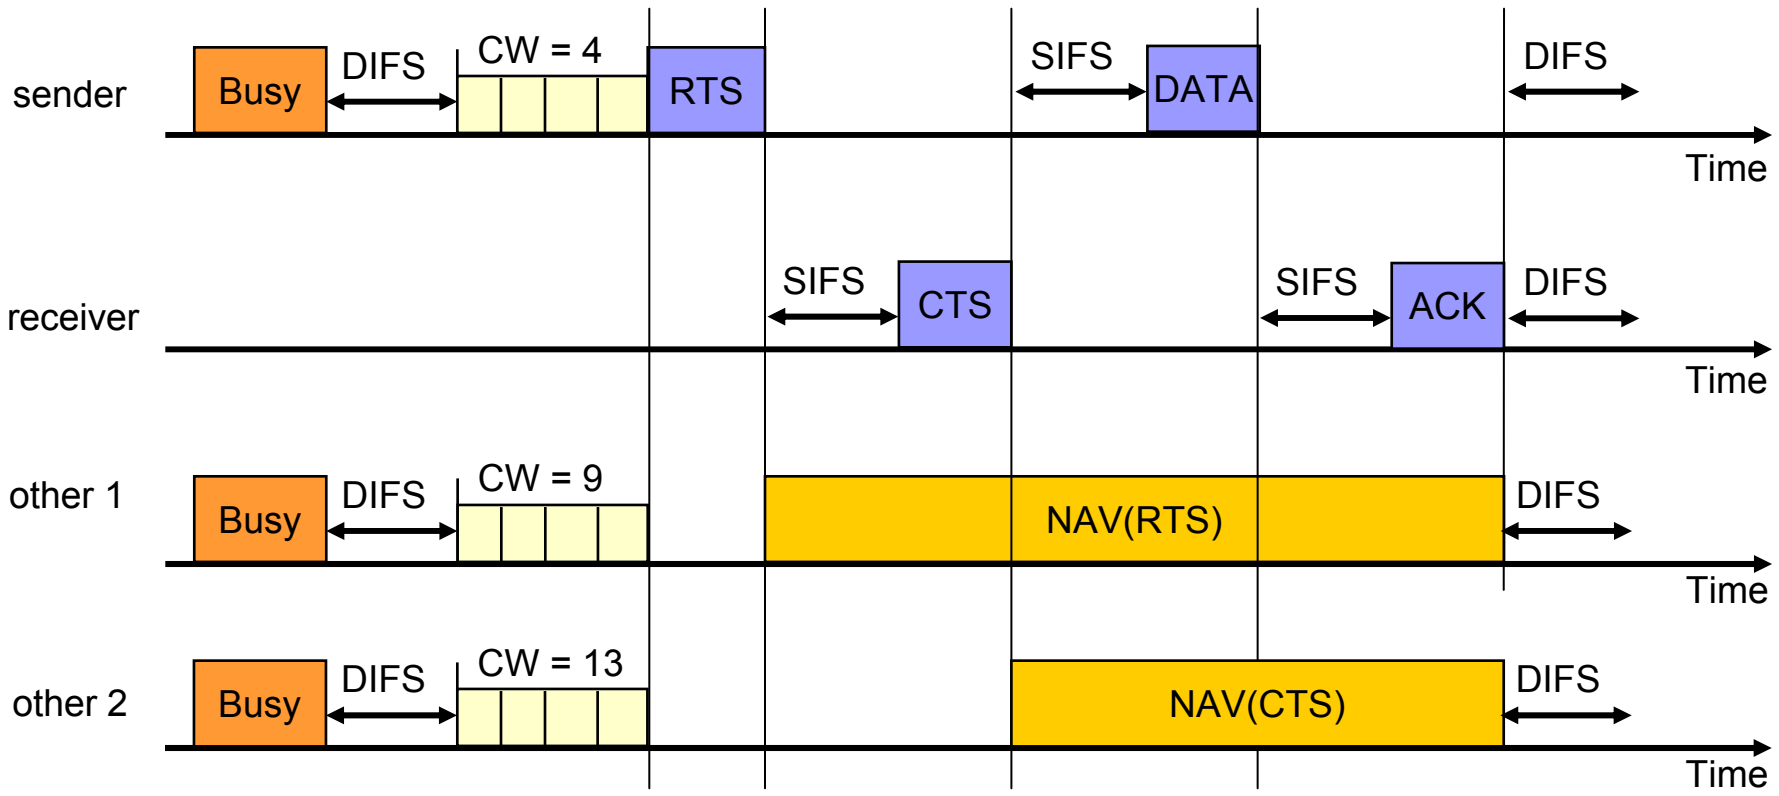 CW = 4
DIFS
SIFS
DIFS
sender
Busy
RTS
DATA
Time
SIFS
SIFS
DIFS
receiver
CTS
ACK
Time
CW = 9
DIFS
DIFS
other 1
Busy
NAV(RTS)
Time
CW = 13
DIFS
DIFS
other 2
Busy
NAV(CTS)
Time